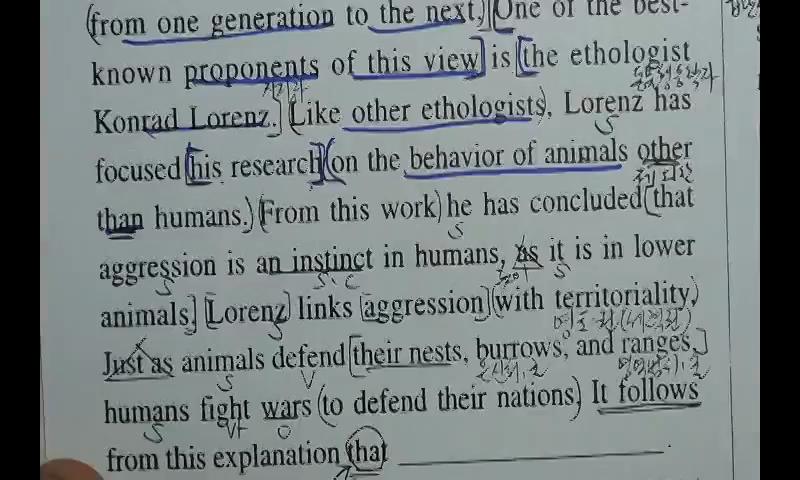 (from one generation to the next,) One of the best-
known proponents of this view] is [the ethologist
Konrad Lorenz.] (Like other ethologists), Lorenz has
S
focused [his research] (on the behavior of animals other
than humans.) (From this work) he has concluded [that
S
aggression is an instinct in humans, as it is in lower
S S.C S
animals.] [Lorenz] links [aggression] (with territoriality,)
S
Just as animals defend [their nests, burrows, and ranges,]
S V
humans fight wars (to defend their nations) It follows
S Vt O
from this explanation that